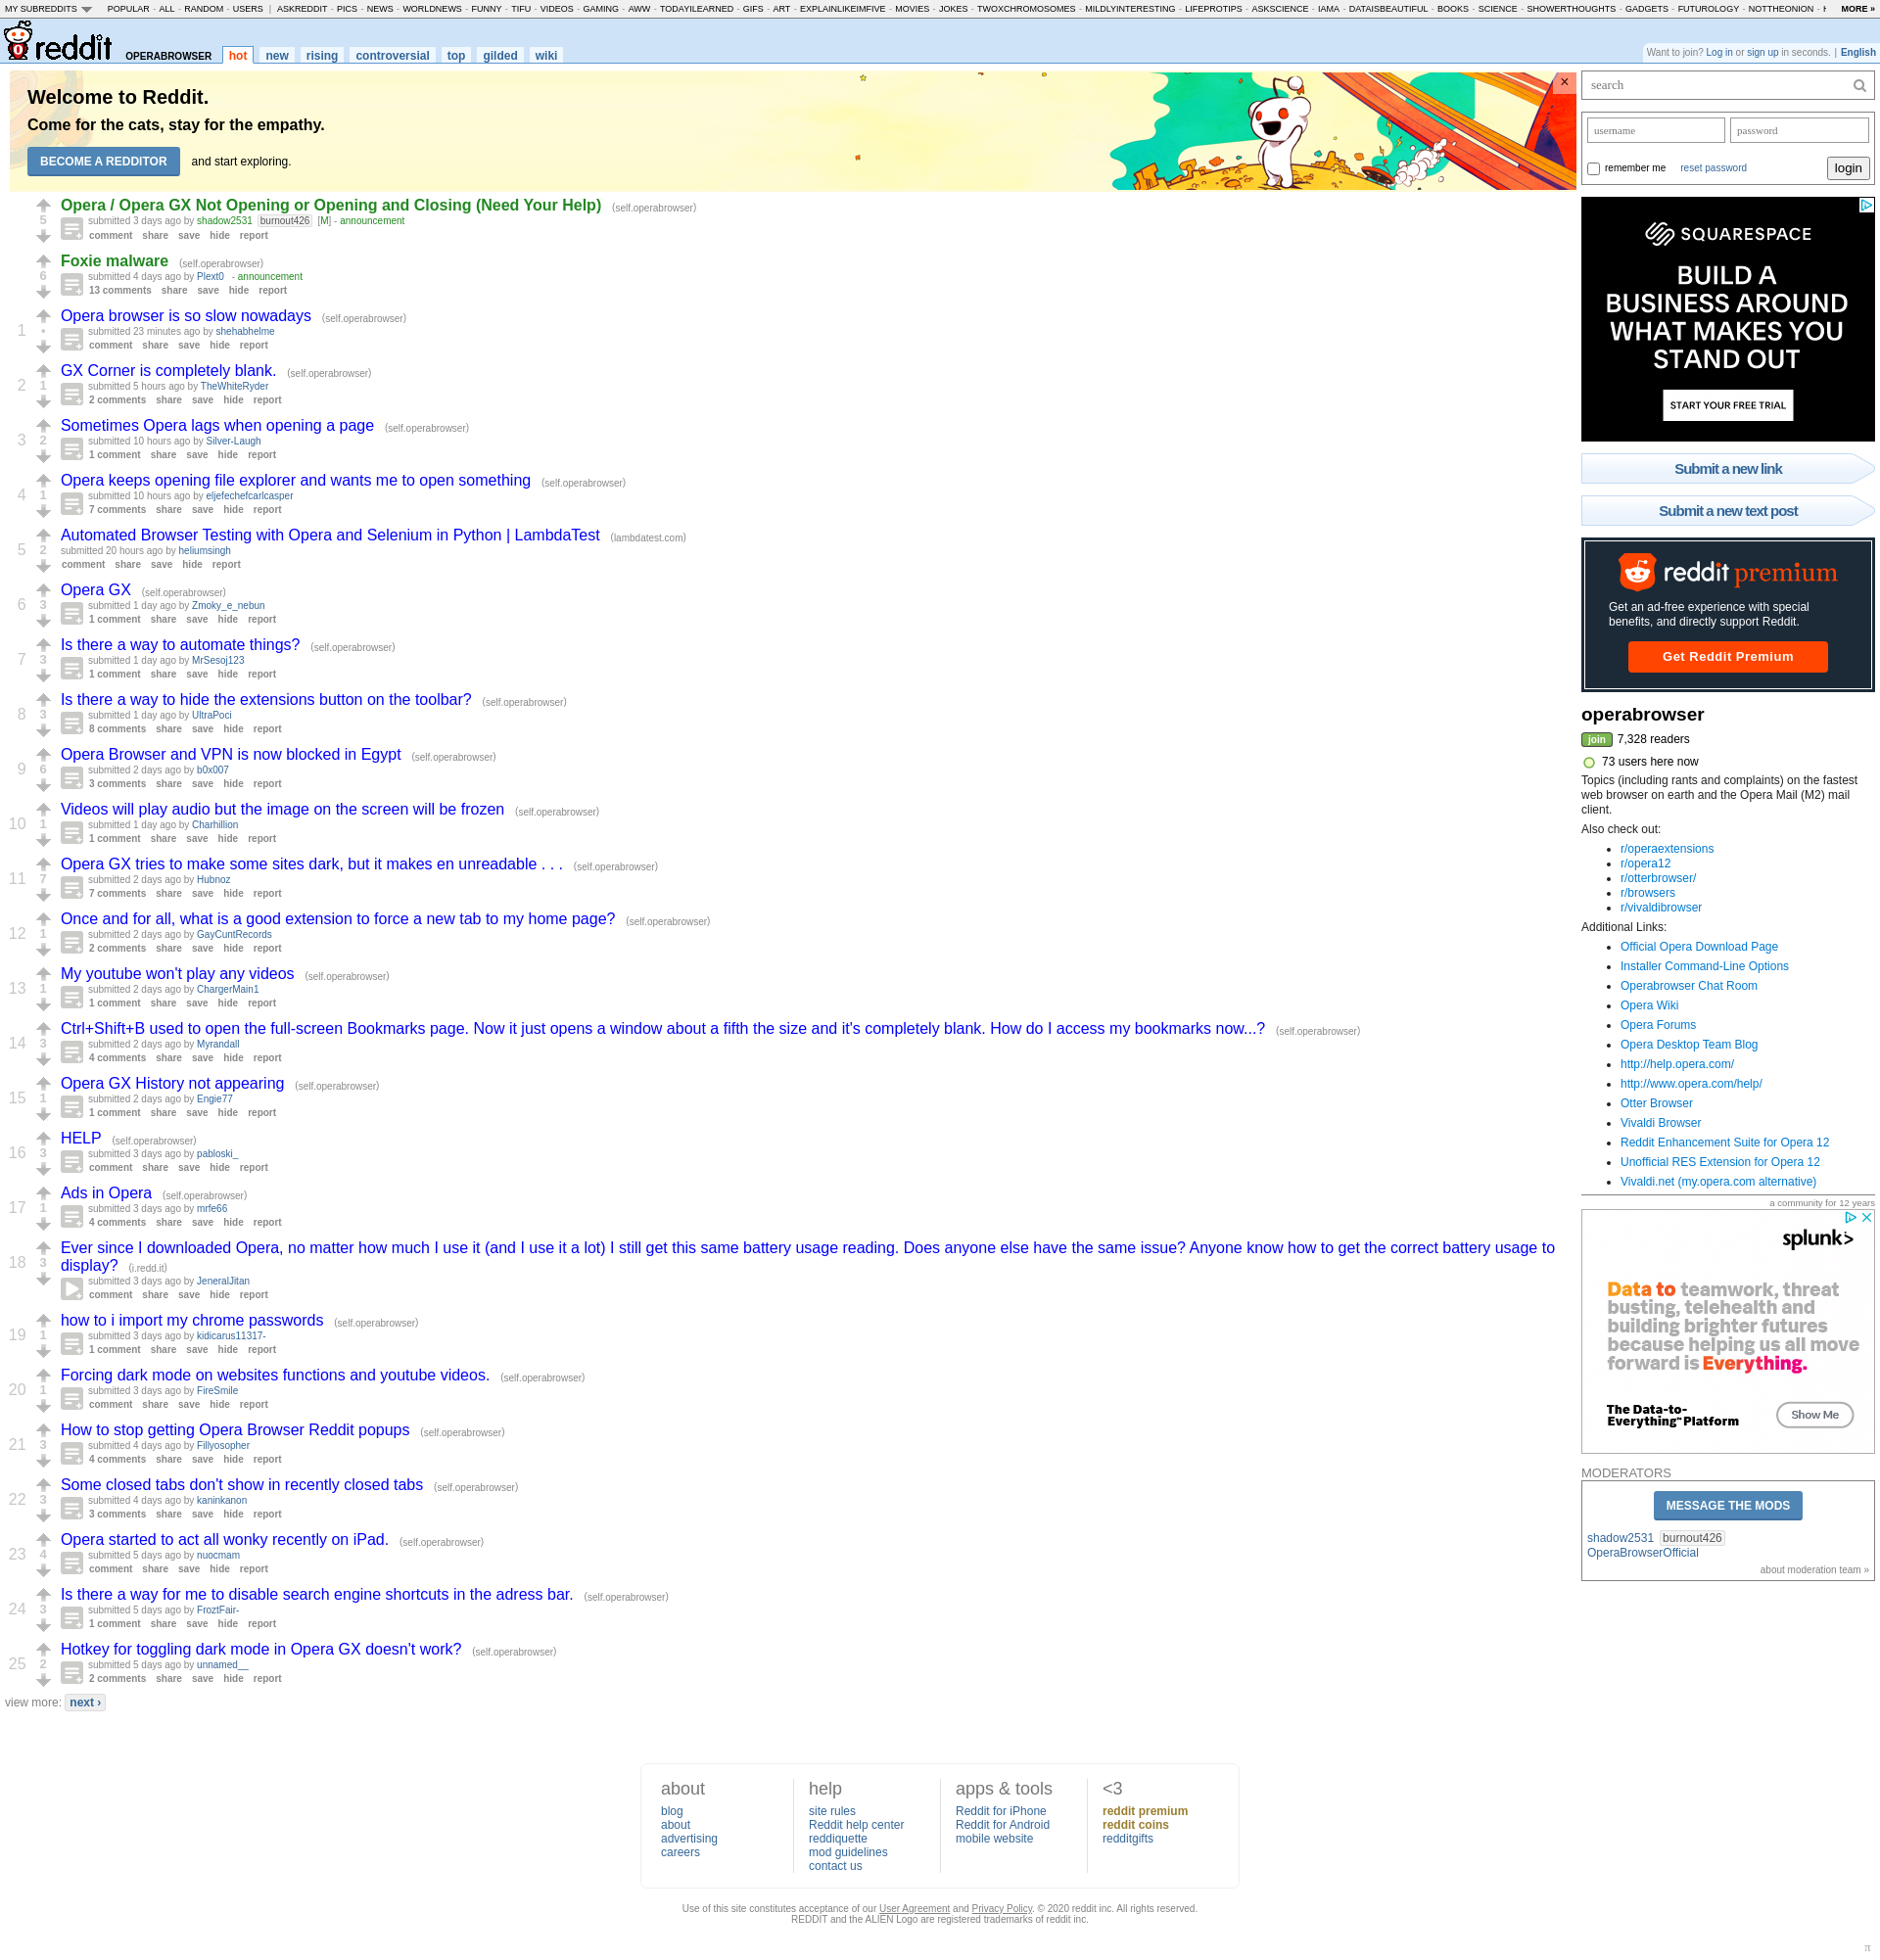 MY SUBREDDITS POPULAR - ALL - RANDOM - USERS | ASKREDDIT - PICS - NEWS - WORLDNEWS - FUNNY - TIFU - VIDEOS - GAMING - AWW - TODAYILEARNED - GIFS - ART - EXPLAINLIKEIMFIVE - MOVIES - JOKES - TWOXCHROMOSOMES - MILDLYINTERESTING - LIFEPROTIPS - ASKSCIENCE - IAMA - DATAISBEAUTIFUL - BOOKS - SCIENCE - SHOWERTHOUGHTS - GADGETS - FUTUROLOGY - NOTTHEONION - MORE »
reddit OPERABROWSER hot new rising controversial top gilded wiki
Want to join? Log in or sign up in seconds. | English
Welcome to Reddit.
Come for the cats, stay for the empathy.
BECOME A REDDITOR and start exploring.
×
5
Opera / Opera GX Not Opening or Opening and Closing (Need Your Help) (self.operabrowser)
submitted 3 days ago by shadow2531 burnout426 [M] - announcement
comment share save hide report
6
Foxie malware (self.operabrowser)
submitted 4 days ago by Plext0 - announcement
13 comments share save hide report
1 •
Opera browser is so slow nowadays (self.operabrowser)
submitted 23 minutes ago by shehabhelme
comment share save hide report
2 1
GX Corner is completely blank. (self.operabrowser)
submitted 5 hours ago by TheWhiteRyder
2 comments share save hide report
3 2
Sometimes Opera lags when opening a page (self.operabrowser)
submitted 10 hours ago by Silver-Laugh
1 comment share save hide report
4 1
Opera keeps opening file explorer and wants me to open something (self.operabrowser)
submitted 10 hours ago by eljefechefcarlcasper
7 comments share save hide report
5 2
Automated Browser Testing with Opera and Selenium in Python | LambdaTest (lambdatest.com)
submitted 20 hours ago by heliumsingh
comment share save hide report
6 3
Opera GX (self.operabrowser)
submitted 1 day ago by Zmoky_e_nebun
1 comment share save hide report
7 3
Is there a way to automate things? (self.operabrowser)
submitted 1 day ago by MrSesoj123
1 comment share save hide report
8 3
Is there a way to hide the extensions button on the toolbar? (self.operabrowser)
submitted 1 day ago by UltraPoci
8 comments share save hide report
9 6
Opera Browser and VPN is now blocked in Egypt (self.operabrowser)
submitted 2 days ago by b0x007
3 comments share save hide report
10 1
Videos will play audio but the image on the screen will be frozen (self.operabrowser)
submitted 1 day ago by Charhillion
1 comment share save hide report
11 7
Opera GX tries to make some sites dark, but it makes en unreadable . . . (self.operabrowser)
submitted 2 days ago by Hubnoz
7 comments share save hide report
12 1
Once and for all, what is a good extension to force a new tab to my home page? (self.operabrowser)
submitted 2 days ago by GayCuntRecords
2 comments share save hide report
13 1
My youtube won't play any videos (self.operabrowser)
submitted 2 days ago by ChargerMain1
1 comment share save hide report
14 3
Ctrl+Shift+B used to open the full-screen Bookmarks page. Now it just opens a window about a fifth the size and it's completely blank. How do I access my bookmarks now...? (self.operabrowser)
submitted 2 days ago by Myrandall
4 comments share save hide report
15 1
Opera GX History not appearing (self.operabrowser)
submitted 2 days ago by Engie77
1 comment share save hide report
16 3
HELP (self.operabrowser)
submitted 3 days ago by pabloski_
comment share save hide report
17 1
Ads in Opera (self.operabrowser)
submitted 3 days ago by mrfe66
4 comments share save hide report
18 3
Ever since I downloaded Opera, no matter how much I use it (and I use it a lot) I still get this same battery usage reading. Does anyone else have the same issue? Anyone know how to get the correct battery usage to
display? (i.redd.it)
submitted 3 days ago by JeneralJitan
comment share save hide report
19 1
how to i import my chrome passwords (self.operabrowser)
submitted 3 days ago by kidicarus11317-
1 comment share save hide report
20 1
Forcing dark mode on websites functions and youtube videos. (self.operabrowser)
submitted 3 days ago by FireSmile
comment share save hide report
21 3
How to stop getting Opera Browser Reddit popups (self.operabrowser)
submitted 4 days ago by Fillyosopher
4 comments share save hide report
22 3
Some closed tabs don't show in recently closed tabs (self.operabrowser)
submitted 4 days ago by kaninkanon
3 comments share save hide report
23 4
Opera started to act all wonky recently on iPad. (self.operabrowser)
submitted 5 days ago by nuocmam
comment share save hide report
24 3
Is there a way for me to disable search engine shortcuts in the adress bar. (self.operabrowser)
submitted 5 days ago by FroztFair-
1 comment share save hide report
25 2
Hotkey for toggling dark mode in Opera GX doesn't work? (self.operabrowser)
submitted 5 days ago by unnamed__
2 comments share save hide report
view more: next ›
search
username password
remember me reset password login
SQUARESPACE
BUILD A
BUSINESS AROUND
WHAT MAKES YOU
STAND OUT
START YOUR FREE TRIAL
Submit a new link
Submit a new text post
reddit premium
Get an ad-free experience with special
benefits, and directly support Reddit.
Get Reddit Premium
operabrowser
join 7,328 readers
73 users here now
Topics (including rants and complaints) on the fastest
web browser on earth and the Opera Mail (M2) mail
client.
Also check out:
r/operaextensions
r/opera12
r/otterbrowser/
r/browsers
r/vivaldibrowser
Additional Links:
Official Opera Download Page
Installer Command-Line Options
Operabrowser Chat Room
Opera Wiki
Opera Forums
Opera Desktop Team Blog
http://help.opera.com/
http://www.opera.com/help/
Otter Browser
Vivaldi Browser
Reddit Enhancement Suite for Opera 12
Unofficial RES Extension for Opera 12
Vivaldi.net (my.opera.com alternative)
a community for 12 years
splunk>
Data to teamwork, threat
busting, telehealth and
building brighter futures
because helping us all move
forward is Everything.
The Data-to-
Everything™ Platform
Show Me
MODERATORS
MESSAGE THE MODS
shadow2531 burnout426
OperaBrowserOfficial
about moderation team »
about
blog
about
advertising
careers
help
site rules
Reddit help center
reddiquette
mod guidelines
contact us
apps & tools
Reddit for iPhone
Reddit for Android
mobile website
<3
reddit premium
reddit coins
redditgifts
Use of this site constitutes acceptance of our User Agreement and Privacy Policy. © 2020 reddit inc. All rights reserved.
REDDIT and the ALIEN Logo are registered trademarks of reddit inc.
π